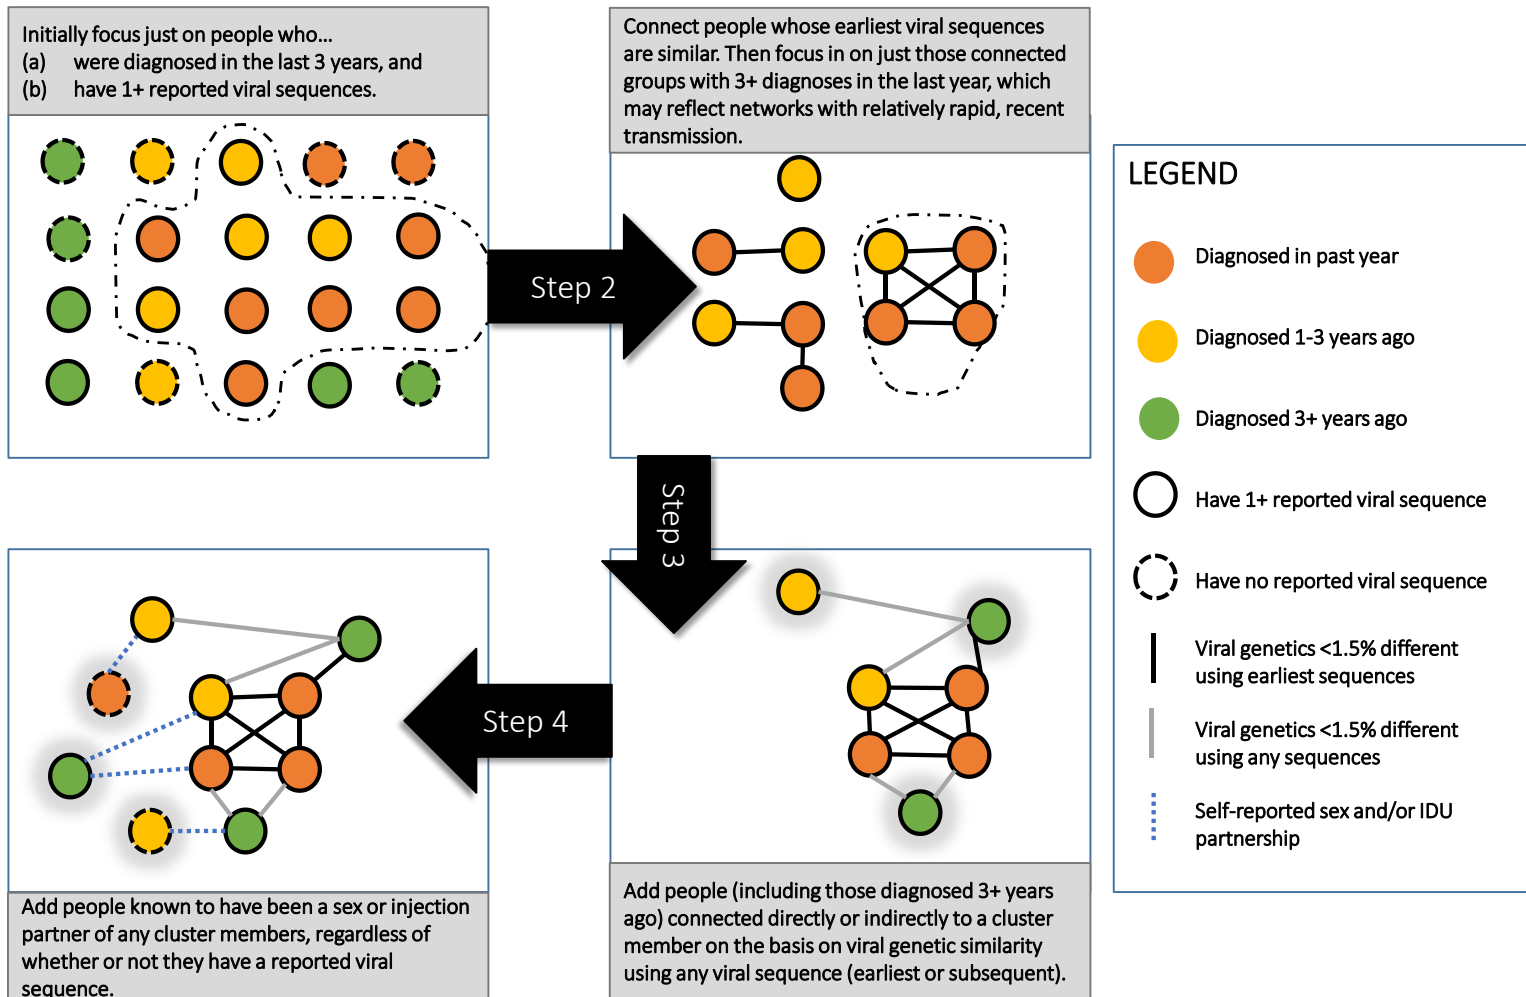 Initially focus just on people who...
(a) were diagnosed in the last 3 years, and
(b) have 1+ reported viral sequences.
Connect people whose earliest viral sequences
are similar. Then focus in on just those connected
groups with 3+ diagnoses in the last year, which
may reflect networks with relatively rapid, recent
transmission.
Step 2
Step 3
Add people (including those diagnosed 3+ years
ago) connected directly or indirectly to a cluster
member on the basis on viral genetic similarity
using any viral sequence (earliest or subsequent).
Step 4
Add people known to have been a sex or injection
partner of any cluster members, regardless of
whether or not they have a reported viral
sequence.
LEGEND
Diagnosed in past year
Diagnosed 1-3 years ago
Diagnosed 3+ years ago
Have 1+ reported viral sequence
Have no reported viral sequence
Viral genetics <1.5% different
using earliest sequences
Viral genetics <1.5% different
using any sequences
Self-reported sex and/or IDU
partnership